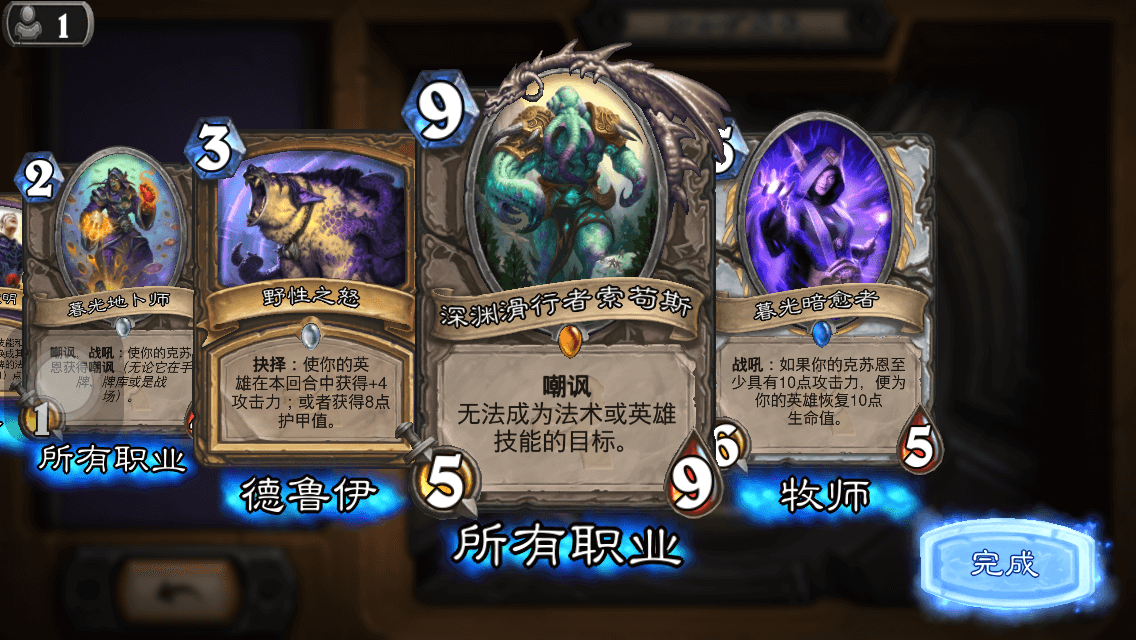 1
2
暮光地卜师
嘲讽，战吼：使你的克苏
恩获得嘲讽（无论它在手
牌、牌库或是战
场）。
1
所有职业
3
野性之怒
抉择：使你的英
雄在本回合中获得+4
攻击力；或者获得8点
护甲值。
德鲁伊
9
深渊滑行者索苟斯
嘲讽
无法成为法术或英雄
技能的目标。
5
9
所有职业
5
暮光暗愈者
战吼：如果你的克苏恩至
少具有10点攻击力，便为
你的英雄恢复10点
生命值。
6
5
牧师
完成